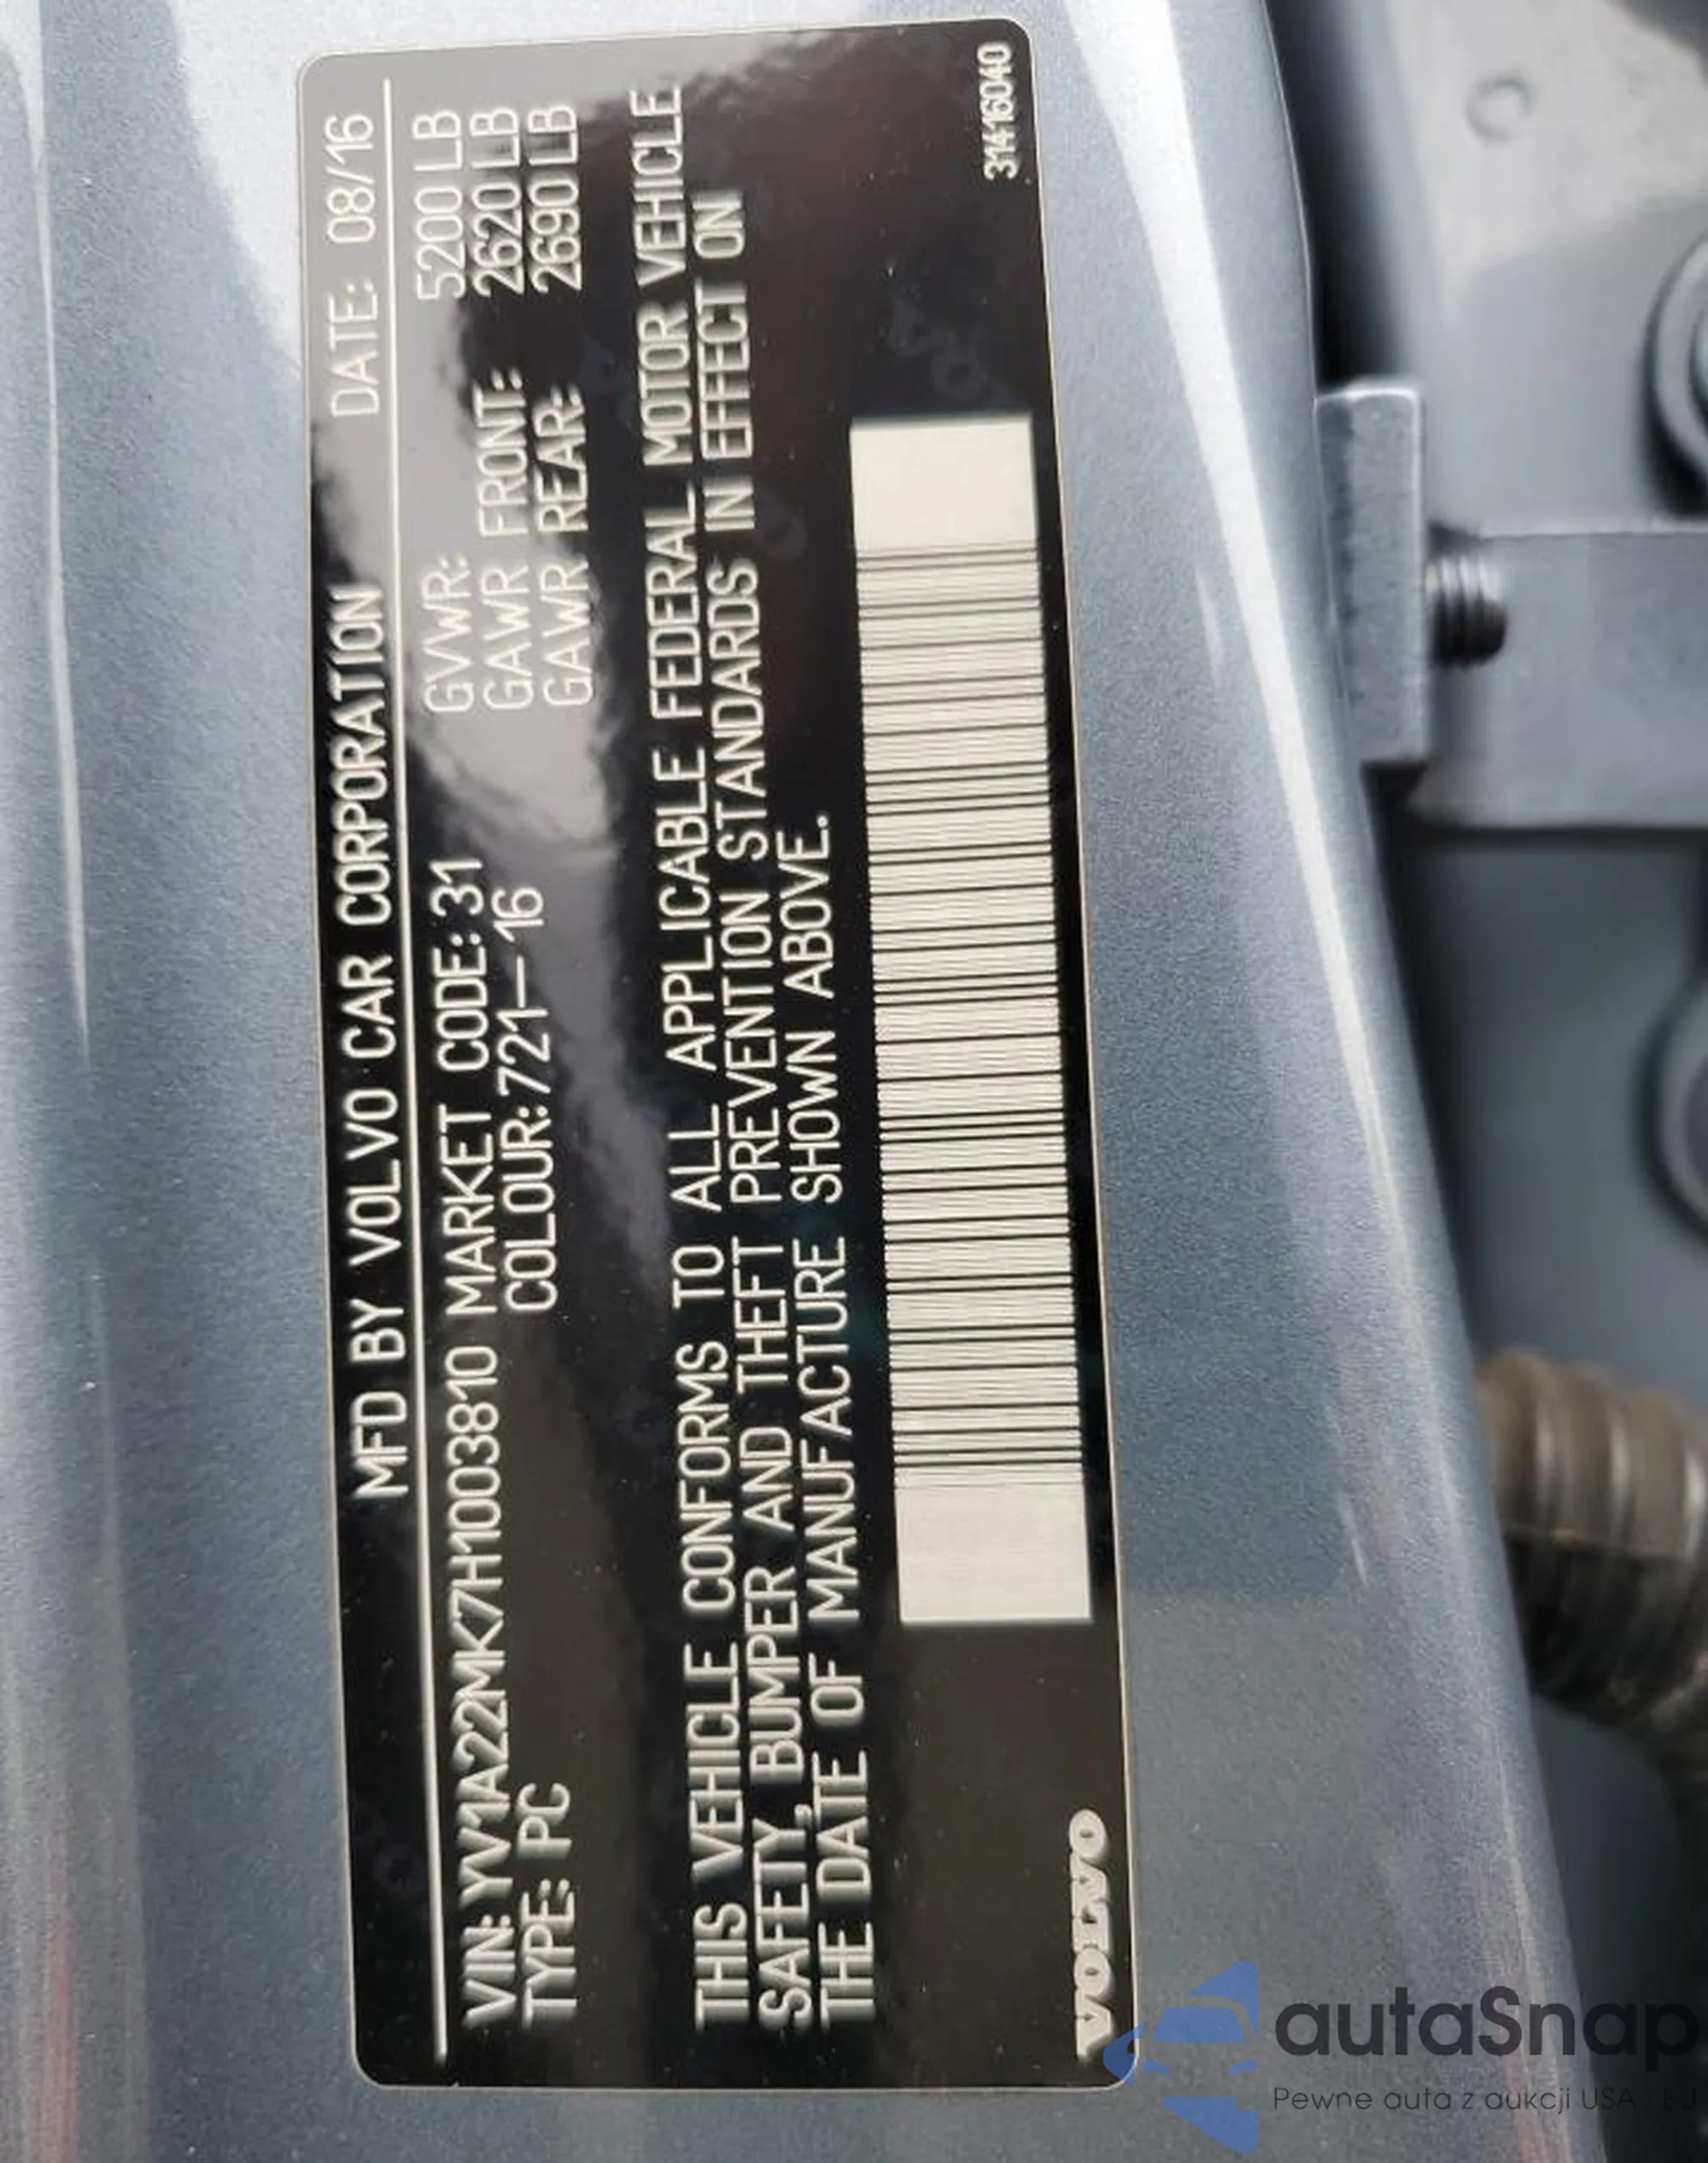 MFD BY VOLVO CAR CORPORATION DATE: 08/16
VIN: YV1A22MK7H1003810 MARKET CODE: 31 GVWR: 5200 LB
TYPE: PC COLOUR: 721-16 GAWR FRONT: 2620 LB
GAWR REAR: 2690 LB
THIS VEHICLE CONFORMS TO ALL APPLICABLE FEDERAL MOTOR VEHICLE
SAFETY, BUMPER AND THEFT PREVENTION STANDARDS IN EFFECT ON
THE DATE OF MANUFACTURE SHOWN ABOVE.
VOLVO
31416040
autaSnap
Pewne auta z aukcji USA